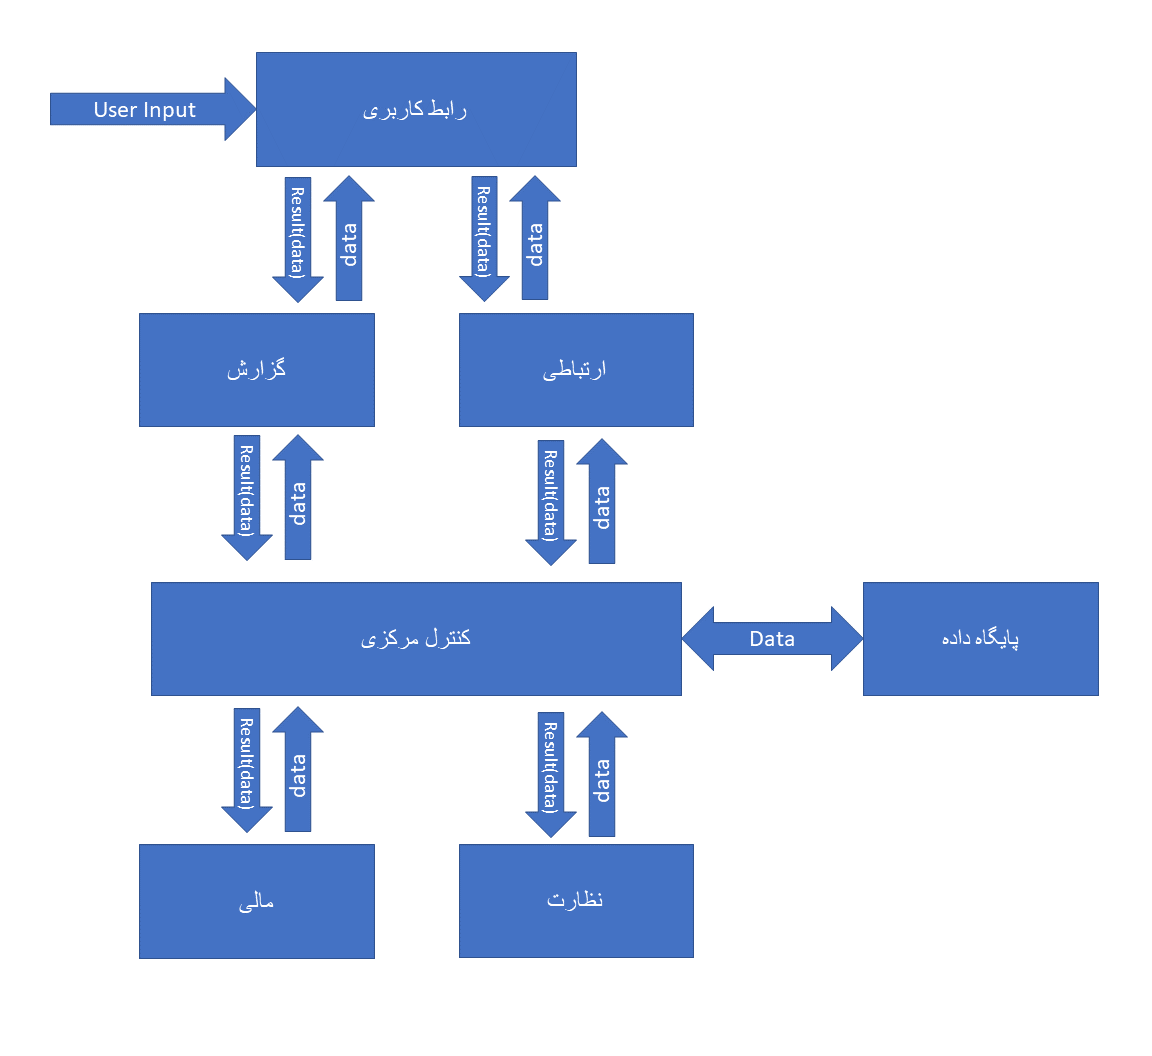 رابط کاربری
User Input
Result(data)
data
Result(data)
data
گزارش
ارتباطی
Result(data)
data
Result(data)
data
کنترل مرکزی
Data
پایگاه داده
Result(data)
data
Result(data)
data
مالی
نظارت